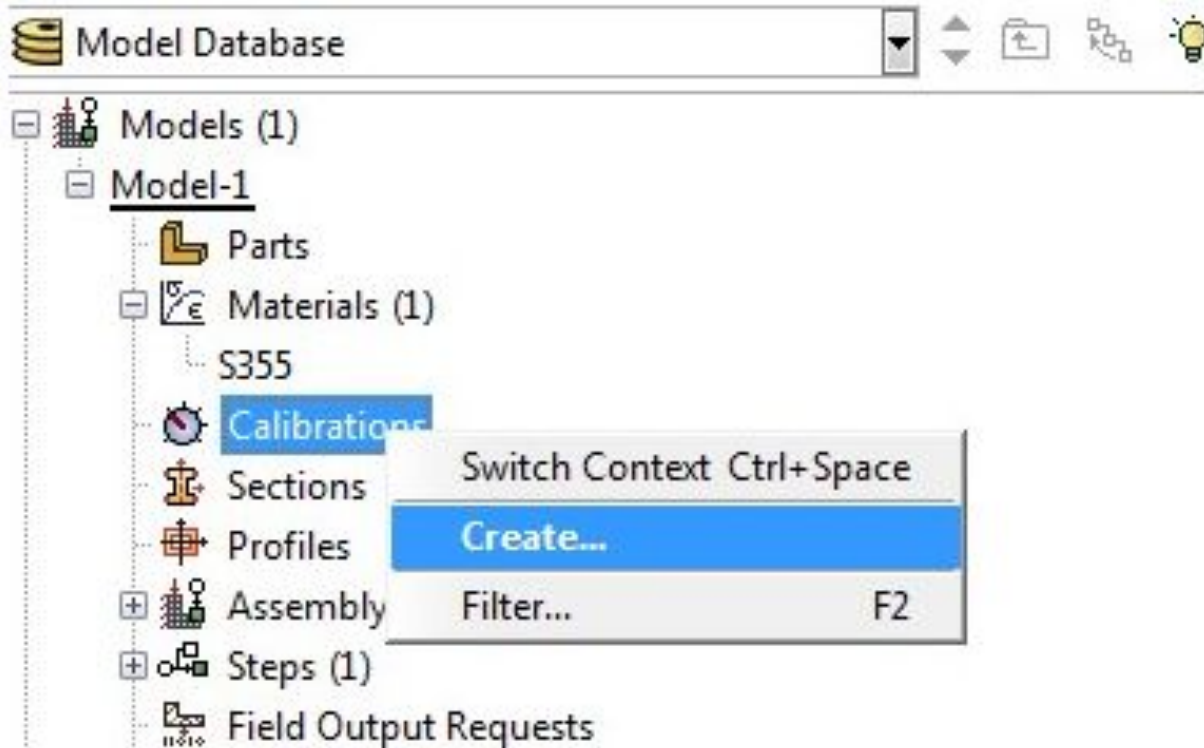 Model Database
Models (1)
Model-1
Parts
Materials (1)
S355
Calibrations
Switch Context Ctrl+Space
Sections
Create...
Profiles
Assembly
Filter... F2
Steps (1)
Field Output Requests